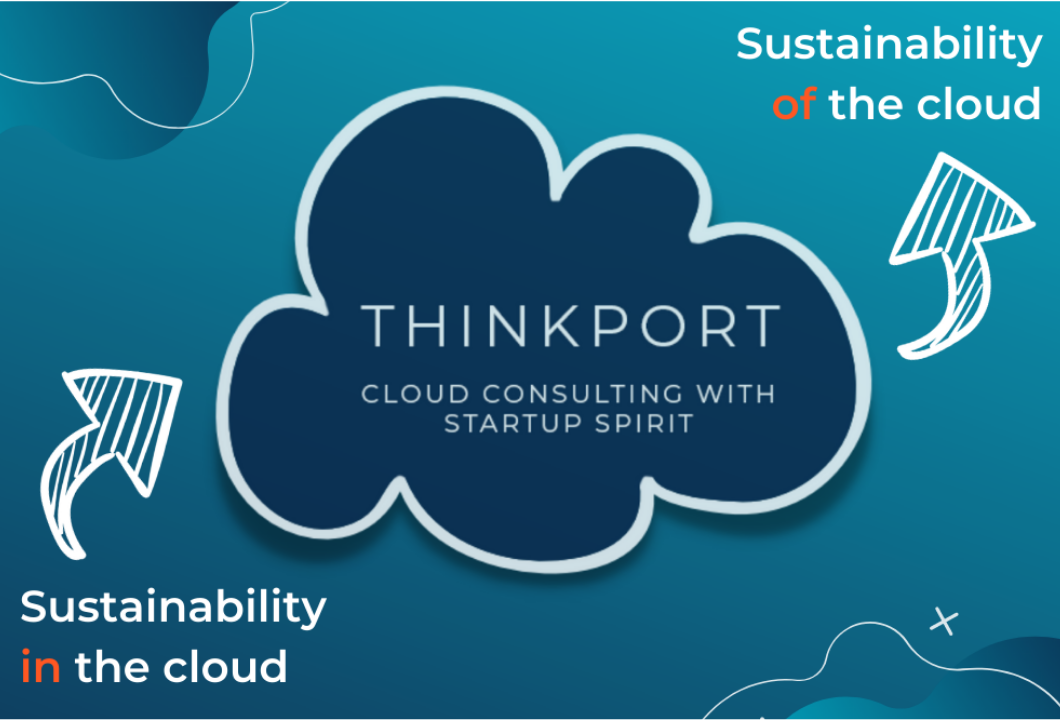 Sustainability
of the cloud
THINKPORT
CLOUD CONSULTING WITH
STARTUP SPIRIT
Sustainability
in the cloud